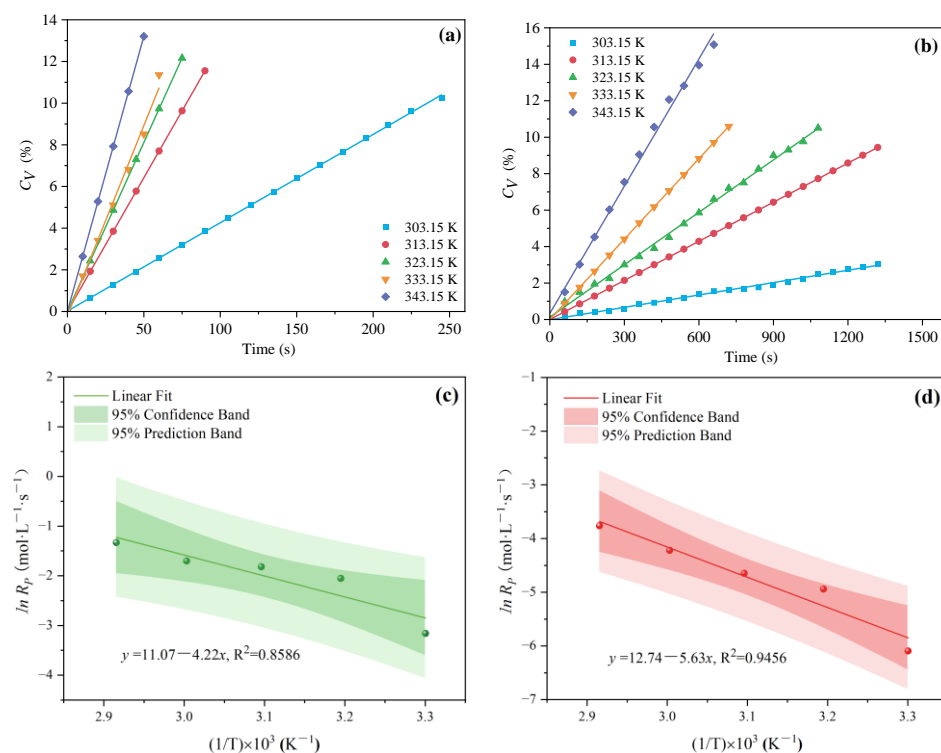 (a)
C_V (%)
14
12
10
8
6
4
2
0
303.15 K
313.15 K
323.15 K
333.15 K
343.15 K
0 50 100 150 200 250
Time (s)
(b)
C_V (%)
16
14
12
10
8
6
4
2
0
303.15 K
313.15 K
323.15 K
333.15 K
343.15 K
0 300 600 900 1200 1500
Time (s)
(c)
ln R_P (mol·L⁻¹·s⁻¹)
2
1
0
−1
−2
−3
−4
Linear Fit
95% Confidence Band
95% Prediction Band
y =11.07−4.22x, R²=0.8586
2.9 3.0 3.1 3.2 3.3
(1/T)×10³ (K⁻¹)
(d)
ln R_P (mol·L⁻¹·s⁻¹)
−1
−2
−3
−4
−5
−6
−7
Linear Fit
95% Confidence Band
95% Prediction Band
y =12.74−5.63x, R²=0.9456
2.9 3.0 3.1 3.2 3.3
(1/T)×10³ (K⁻¹)